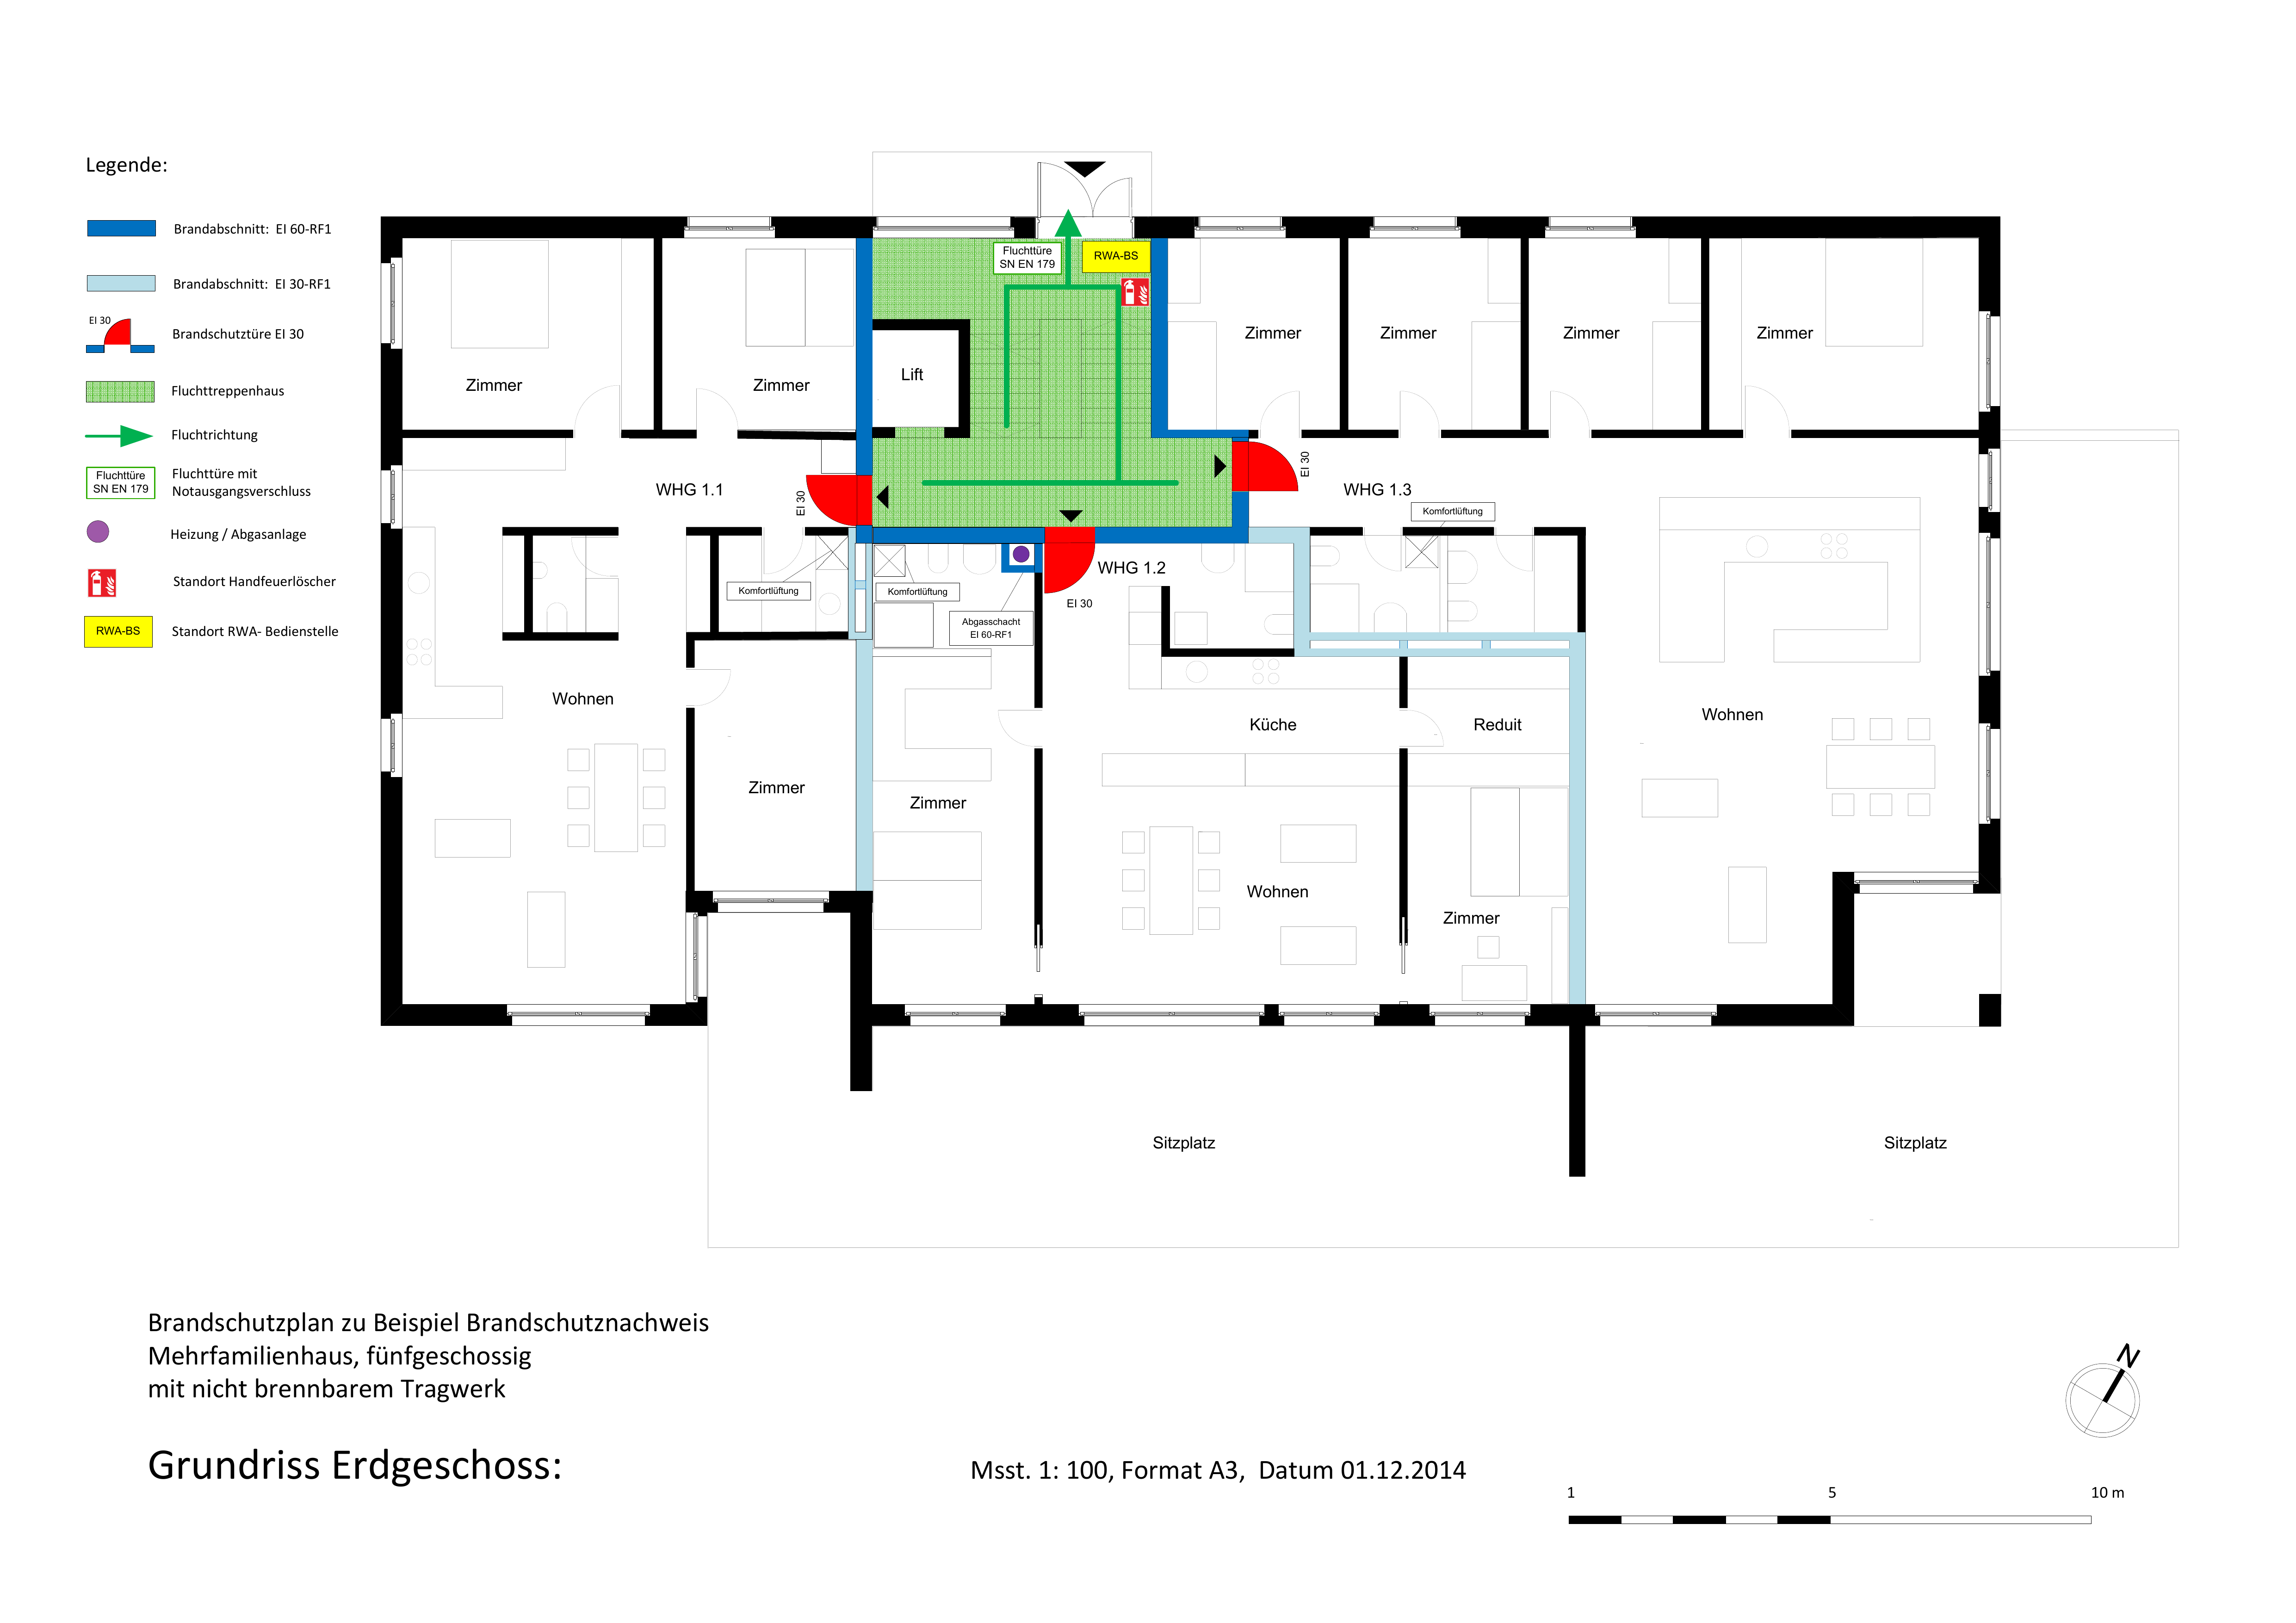 Legende:
Brandabschnitt: EI 60-RF1
Brandabschnitt: EI 30-RF1
EI 30
Brandschutztüre EI 30
Fluchttreppenhaus
Fluchtrichtung
Fluchttüre
SN EN 179
Fluchttüre mit
Notausgangsverschluss
Heizung / Abgasanlage
Standort Handfeuerlöscher
RWA-BS
Standort RWA- Bedienstelle
Fluchttüre
SN EN 179
RWA-BS
Zimmer
Zimmer
Lift
Zimmer
Zimmer
Zimmer
Zimmer
WHG 1.1
EI 30
EI 30
WHG 1.3
Komfortlüftung
WHG 1.2
EI 30
Komfortlüftung
Komfortlüftung
Abgasschacht
EI 60-RF1
Wohnen
Zimmer
Zimmer
Küche
Reduit
Wohnen
Wohnen
Zimmer
Sitzplatz
Sitzplatz
Brandschutzplan zu Beispiel Brandschutznachweis
Mehrfamilienhaus, fünfgeschossig
mit nicht brennbarem Tragwerk
N
Grundriss Erdgeschoss:
Msst. 1: 100, Format A3, Datum 01.12.2014
1 5 10 m